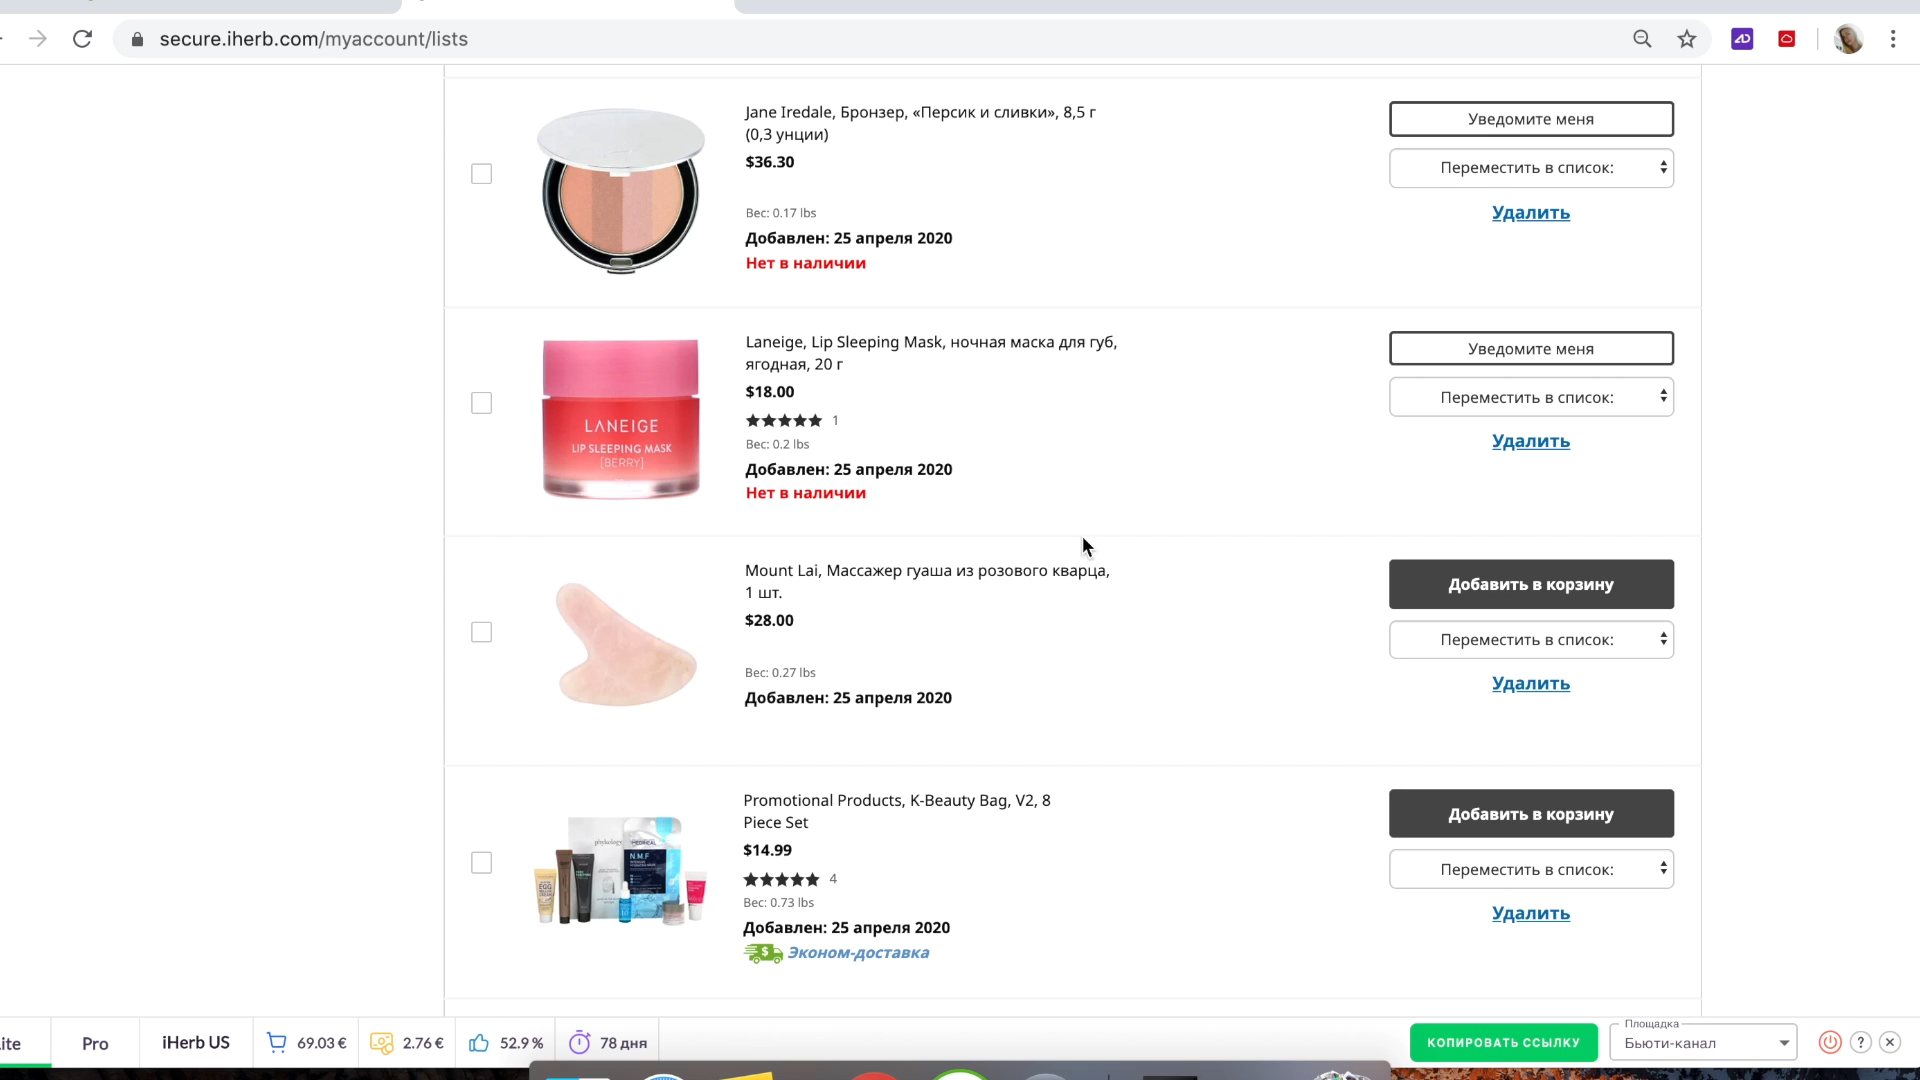 secure.iherb.com/myaccount/lists
Jane Iredale, Бронзер, «Персик и сливки», 8,5 г
(0,3 унции)
$36.30
Вес: 0.17 lbs
Добавлен: 25 апреля 2020
Нет в наличии
Уведомите меня
Переместить в список:
Удалить
Laneige, Lip Sleeping Mask, ночная маска для губ,
ягодная, 20 г
$18.00
1
Вес: 0.2 lbs
Добавлен: 25 апреля 2020
Нет в наличии
LANEIGE
LIP SLEEPING MASK
[BERRY]
Уведомите меня
Переместить в список:
Удалить
Mount Lai, Массажер гуаша из розового кварца,
1 шт.
$28.00
Вес: 0.27 lbs
Добавлен: 25 апреля 2020
Добавить в корзину
Переместить в список:
Удалить
Promotional Products, K-Beauty Bag, V2, 8
Piece Set
$14.99
4
Вес: 0.73 lbs
Добавлен: 25 апреля 2020
$ Эконом-доставка
NMF
EGG
Добавить в корзину
Переместить в список:
Удалить
ite
Pro
iHerb US
69.03 €
2.76 €
52.9 %
78 дня
КОПИРОВАТЬ ССЫЛКУ
Площадка
Бьюти-канал
?